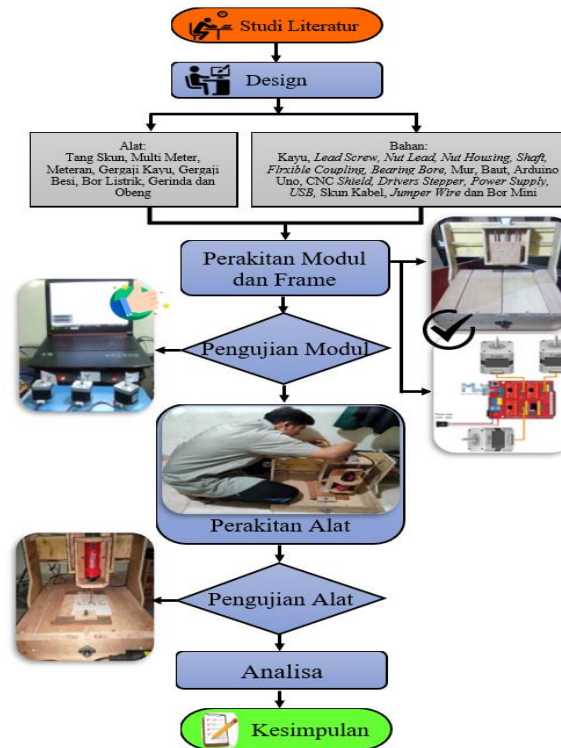 Studi Literatur
Design
Alat:
Tang Skun, Multi Meter,
Meteran, Gergaji Kayu, Gergaji
Besi, Bor Listrik, Gerinda dan
Obeng
Bahan:
Kayu, Lead Screw, Nut Lead, Nut Housing, Shaft,
Flrxible Coupling, Bearing Bore, Mur, Baut, Arduino
Uno, CNC Shield, Drivers Stepper, Power Supply,
USB, Skun Kabel, Jumper Wire dan Bor Mini
Perakitan Modul
dan Frame
Pengujian Modul
Perakitan Alat
Pengujian Alat
Analisa
Kesimpulan